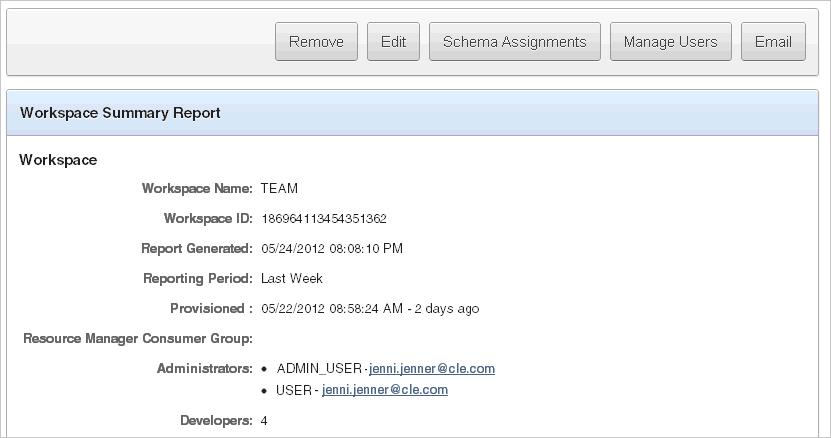 Remove Edit Schema Assignments Manage Users Email
Workspace Summary Report
Workspace
Workspace Name: TEAM
Workspace ID: 186964113454351362
Report Generated: 05/24/2012 08:08:10 PM
Reporting Period: Last Week
Provisioned : 05/22/2012 08:58:24 AM - 2 days ago
Resource Manager Consumer Group:
Administrators: • ADMIN_USER -jenni.jenner@cle.com
• USER - jenni.jenner@cle.com
Developers: 4